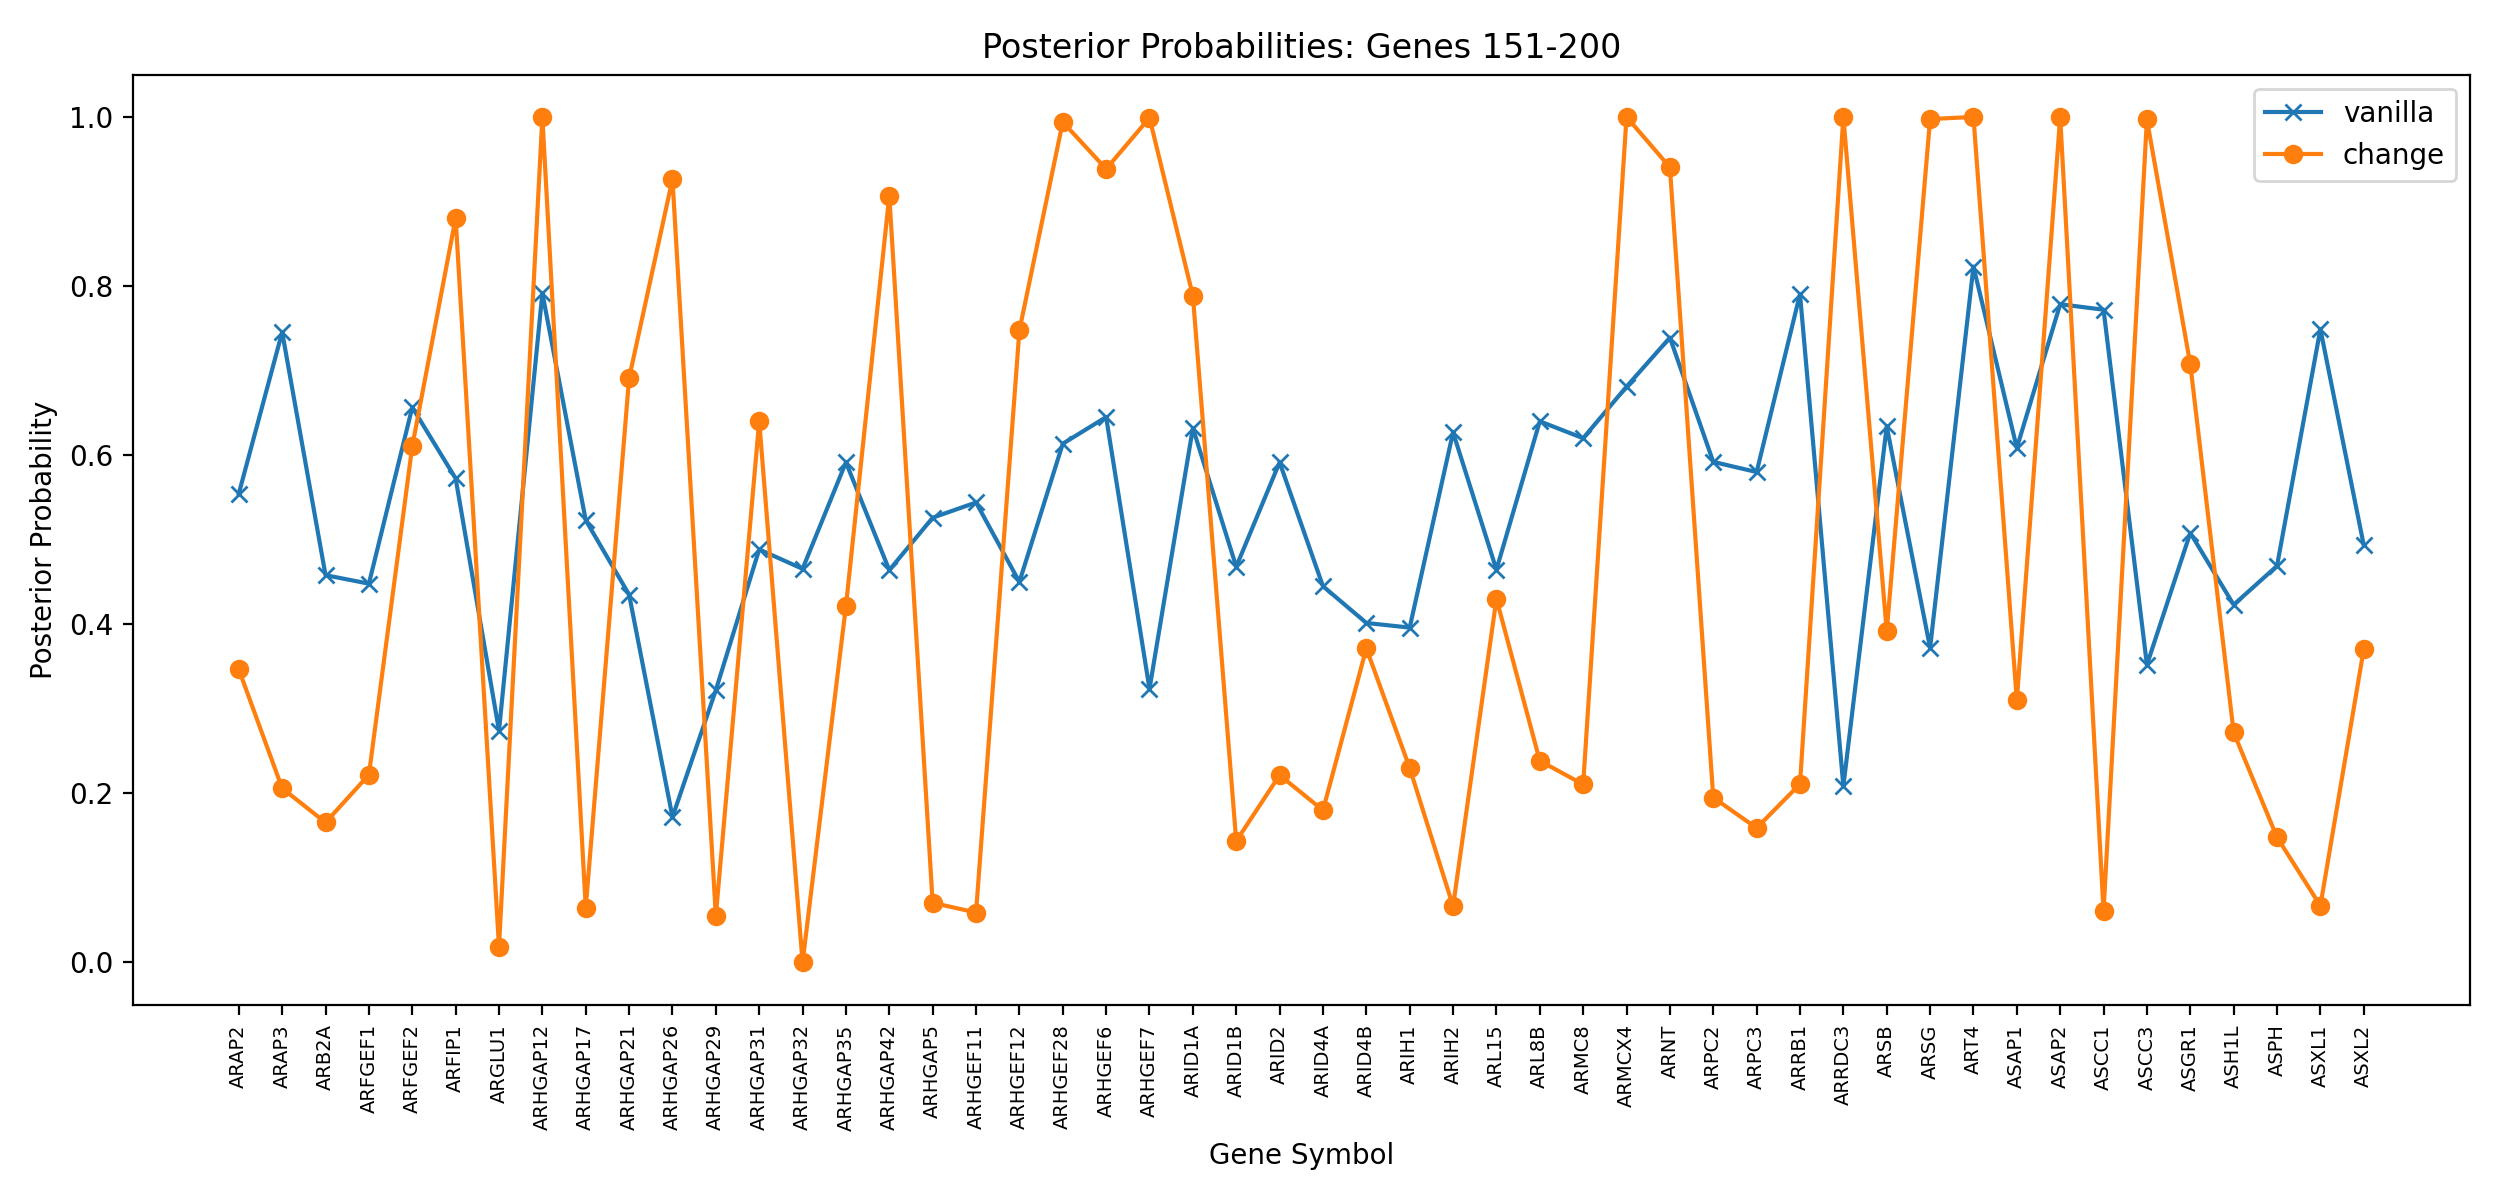 Posterior Probabilities: Genes 151-200
vanilla
change
Posterior Probability
1.0
0.8
0.6
0.4
0.2
0.0
ARAP2
ARAP3
ARB2A
ARFGEF1
ARFGEF2
ARFIP1
ARGLU1
ARHGAP12
ARHGAP17
ARHGAP21
ARHGAP26
ARHGAP29
ARHGAP31
ARHGAP32
ARHGAP35
ARHGAP42
ARHGAP5
ARHGEF11
ARHGEF12
ARHGEF28
ARHGEF6
ARHGEF7
ARID1A
ARID1B
ARID2
ARID4A
ARID4B
ARIH1
ARIH2
ARL15
ARL8B
ARMC8
ARMCX4
ARNT
ARPC2
ARPC3
ARRB1
ARRDC3
ARSB
ARSG
ART4
ASAP1
ASAP2
ASCC1
ASCC3
ASGR1
ASH1L
ASPH
ASXL1
ASXL2
Gene Symbol